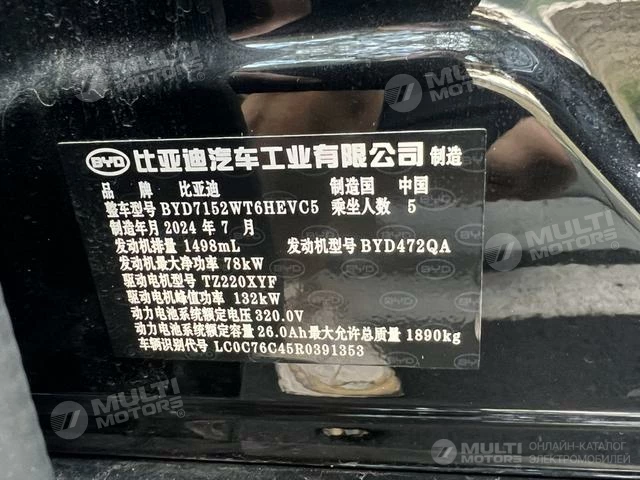 BYD 比亚迪汽车工业有限公司 制造
品 牌 比亚迪 制造国 中国
整车型号 BYD7152WT6HEVC5 乘坐人数 5
制造年月 2024 年 7 月
发动机排量 1498mL 发动机型号 BYD472QA
发动机最大净功率 78kW
驱动电机型号 TZ220XYF
驱动电机峰值功率 132kW
动力电池系统额定电压 320.0V
动力电池系统额定容量 26.0Ah 最大允许总质量 1890kg
车辆识别代号 LC0C76C45R0391353
MULTI MOTORS
MULTI MOTORS
MULTI MOTORS
MULTI MOTORS
MULTI MOTORS
MULTI MOTORS ОНЛАЙН-КАТАЛОГ ЭЛЕКТРОМОБИЛЕЙ